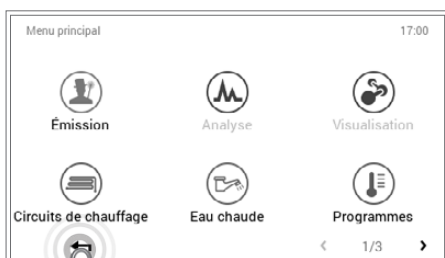 Menu principal 17:00
Émission Analyse Visualisation
Circuits de chauffage Eau chaude Programmes
1/3